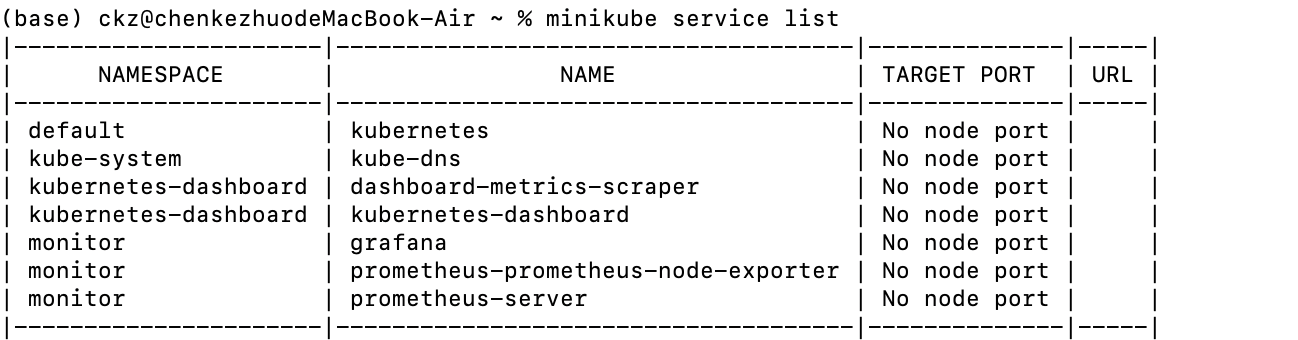 (base) ckz@chenkezhuodeMacBook-Air ~ % minikube service list
|----------------------|-------------------------------------|--------------|-----|
|      NAMESPACE       |                NAME                 | TARGET PORT  | URL |
|----------------------|-------------------------------------|--------------|-----|
| default              | kubernetes                          | No node port |     |
| kube-system          | kube-dns                            | No node port |     |
| kubernetes-dashboard | dashboard-metrics-scraper           | No node port |     |
| kubernetes-dashboard | kubernetes-dashboard                | No node port |     |
| monitor              | grafana                             | No node port |     |
| monitor              | prometheus-prometheus-node-exporter | No node port |     |
| monitor              | prometheus-server                   | No node port |     |
|----------------------|-------------------------------------|--------------|-----|